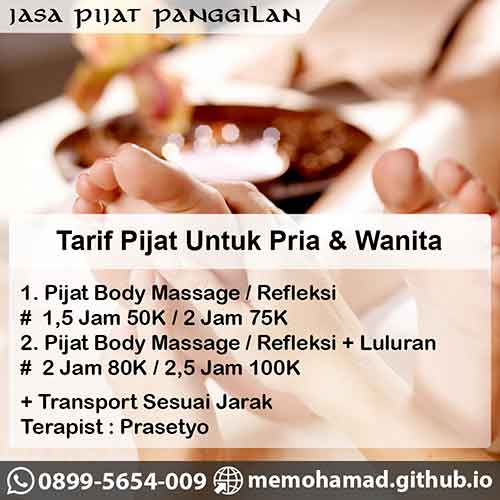 JASA PIJAT PANGGILAN
Tarif Pijat Untuk Pria & Wanita
1. Pijat Body Massage / Refleksi
# 1,5 Jam 50K / 2 Jam 75K
2. Pijat Body Massage / Refleksi + Luluran
# 2 Jam 80K / 2,5 Jam 100K
+ Transport Sesuai Jarak
Terapist : Prasetyo
0899-5654-009 memohamad.github.io